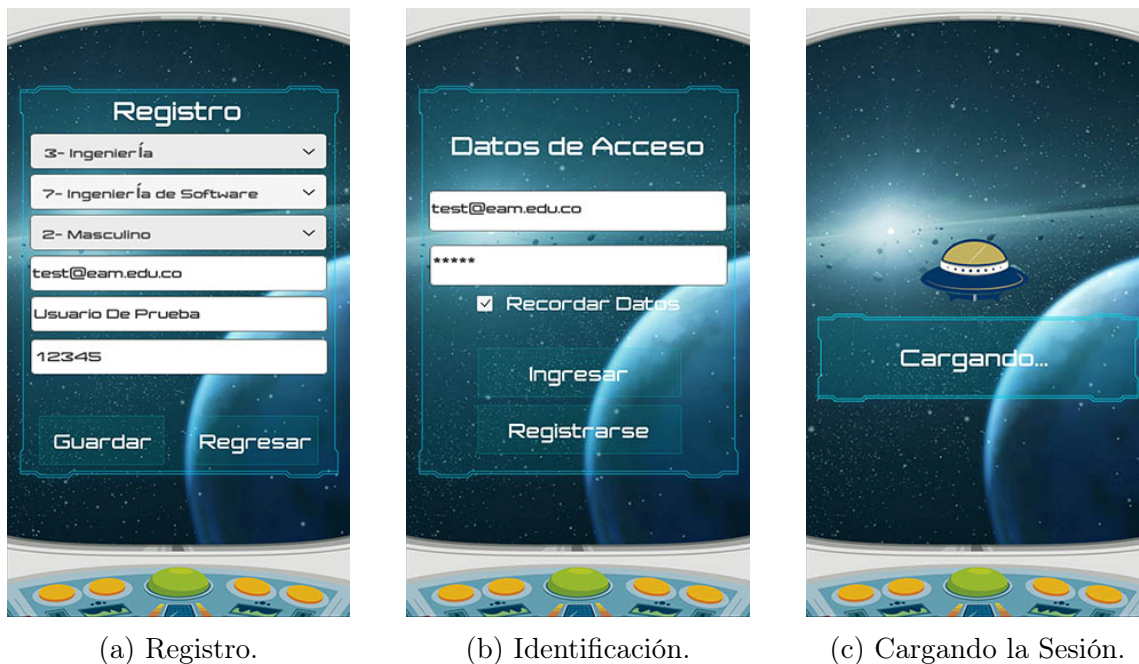 Registro
3- Ingeniería
7- Ingeniería de Software
2- Masculino
test@eam.edu.co
Usuario De Prueba
12345
Guardar Regresar
(a) Registro.
Datos de Acceso
test@eam.edu.co
*****
Recordar Datos
Ingresar
Registrarse
(b) Identificación.
Cargando...
(c) Cargando la Sesión.